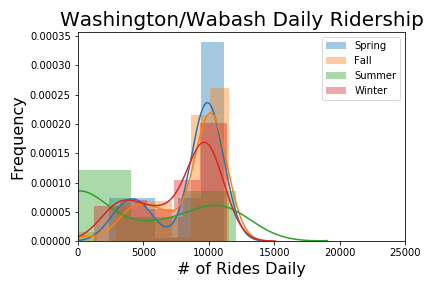 Washington/Wabash Daily Ridership
Frequency
0.00035
0.00030
0.00025
0.00020
0.00015
0.00010
0.00005
0.00000
Spring
Fall
Summer
Winter
0 5000 10000 15000 20000 25000
# of Rides Daily